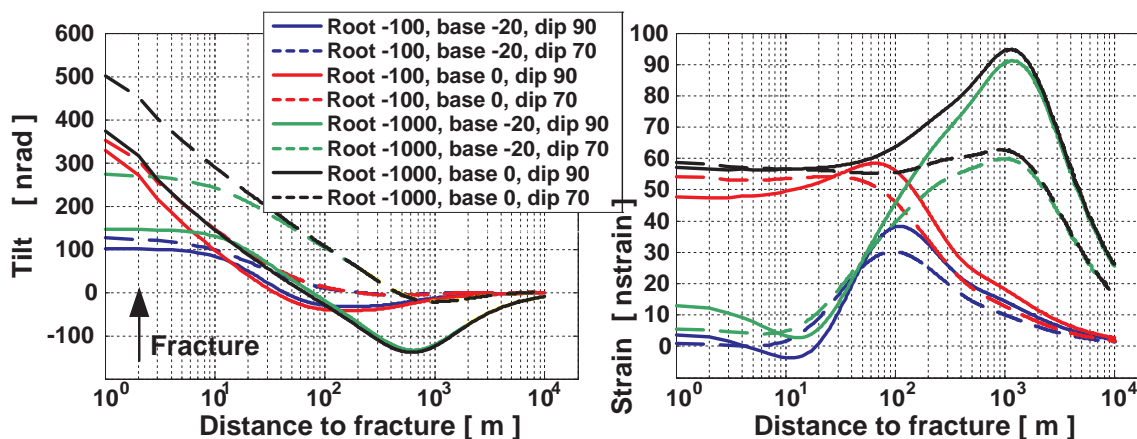 600
500
400
300
200
100
0
-100
Tilt [ nrad]
Fracture
10^0
10^1
10^2
10^3
10^4
Distance to fracture [ m ]
Root -100, base -20, dip 90
Root -100, base -20, dip 70
Root -100, base 0, dip 90
Root -100, base 0, dip 70
Root -1000, base -20, dip 90
Root -1000, base -20, dip 70
Root -1000, base 0, dip 90
Root -1000, base 0, dip 70
100
90
80
70
60
50
40
30
20
10
0
Strain [nstrain]
10^0
10^1
10^2
10^3
10^4
Distance to fracture [ m ]